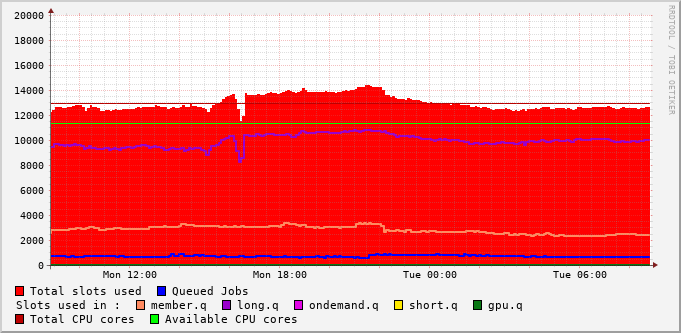 20000
18000
16000
14000
12000
10000
8000
6000
4000
2000
0
Mon 12:00 Mon 18:00 Tue 00:00 Tue 06:00
RRDTOOL / TOBI OETIKER
Total slots used Queued Jobs
Slots used in : member.q long.q ondemand.q short.q gpu.q
Total CPU cores Available CPU cores